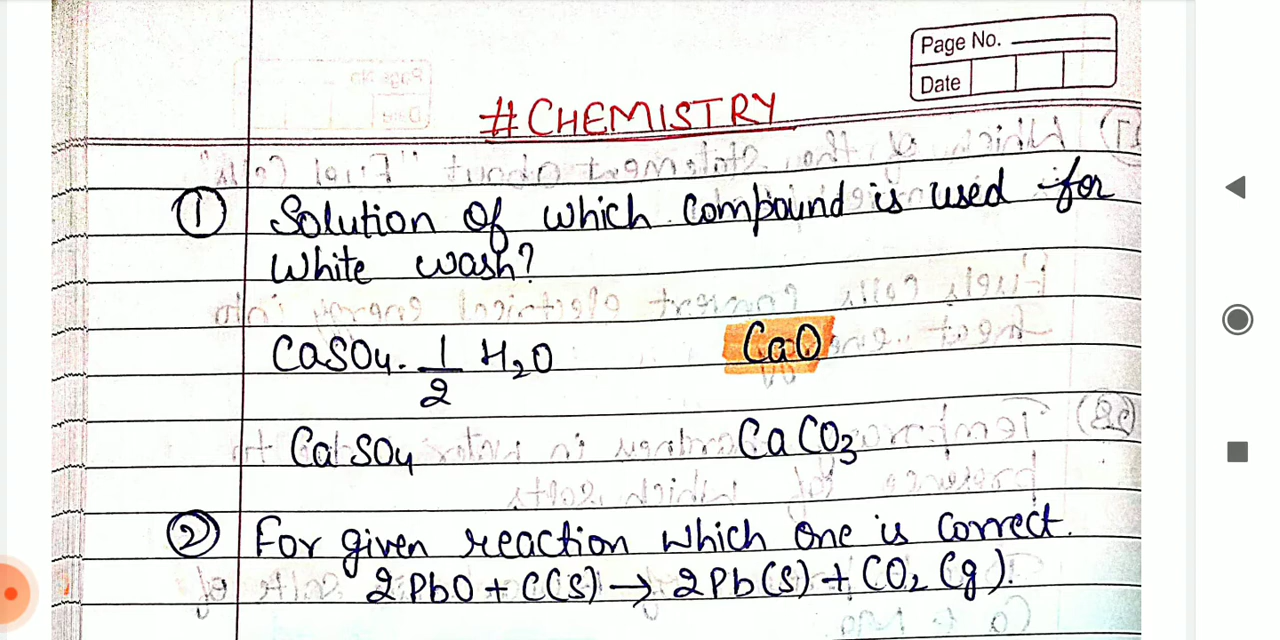 Page No.
Date
#CHEMISTRY
① Solution of which compound is used for
White wash?
CaSO4. 1/2 H2O CaO
CaSO4 CaCO3
② For given reaction which one is correct.
2PbO + C(s) → 2Pb(s) + CO2 (g).